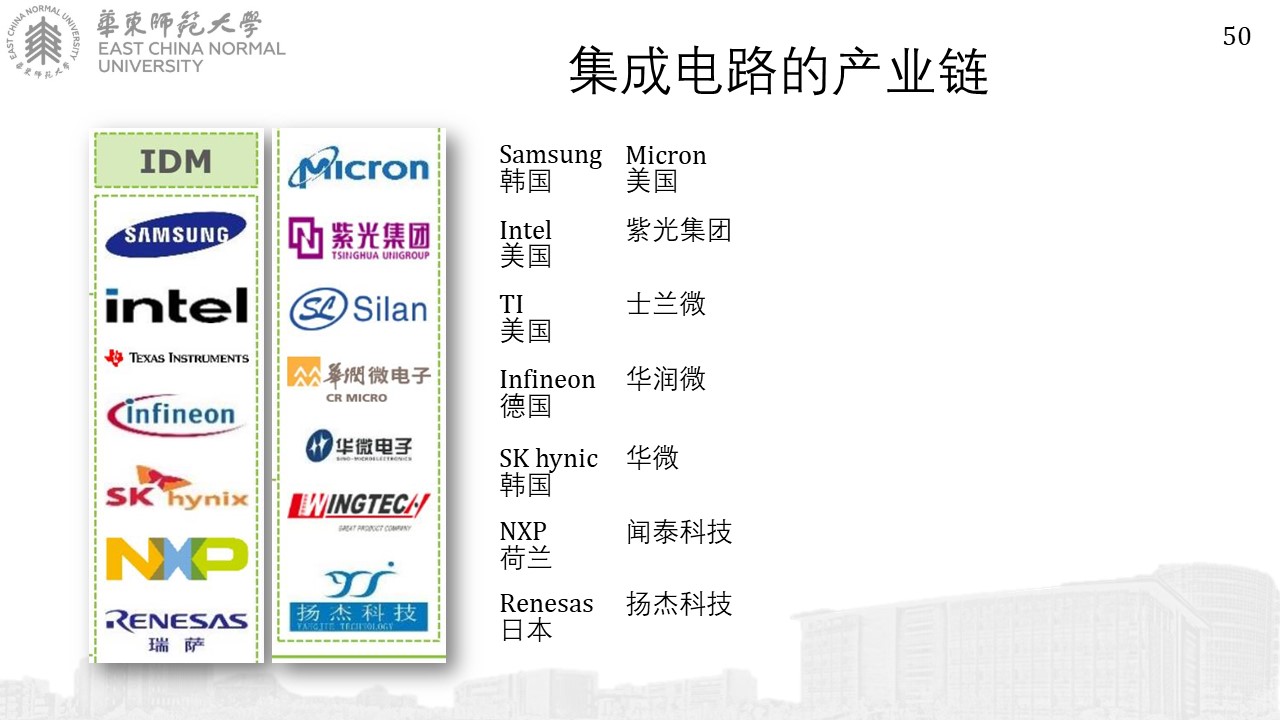 華東師範大學
EAST CHINA NORMAL
UNIVERSITY
集成电路的产业链
50
IDM
SAMSUNG
intel
TEXAS INSTRUMENTS
infineon
SK hynix
NXP
RENESAS
瑞萨
Micron
紫光集团
TSINGHUA UNIGROUP
SL Silan
華潤微电子
CR MICRO
华微电子
SINO-MICROELECTRONICS
WINGTECH
GREAT PRODUCT COMPANY
扬杰科技
YANGJIE TECHNOLOGY
Samsung
韩国
Micron
美国
Intel
美国
紫光集团
TI
美国
士兰微
Infineon
德国
华润微
SK hynic
韩国
华微
NXP
荷兰
闻泰科技
Renesas
日本
扬杰科技